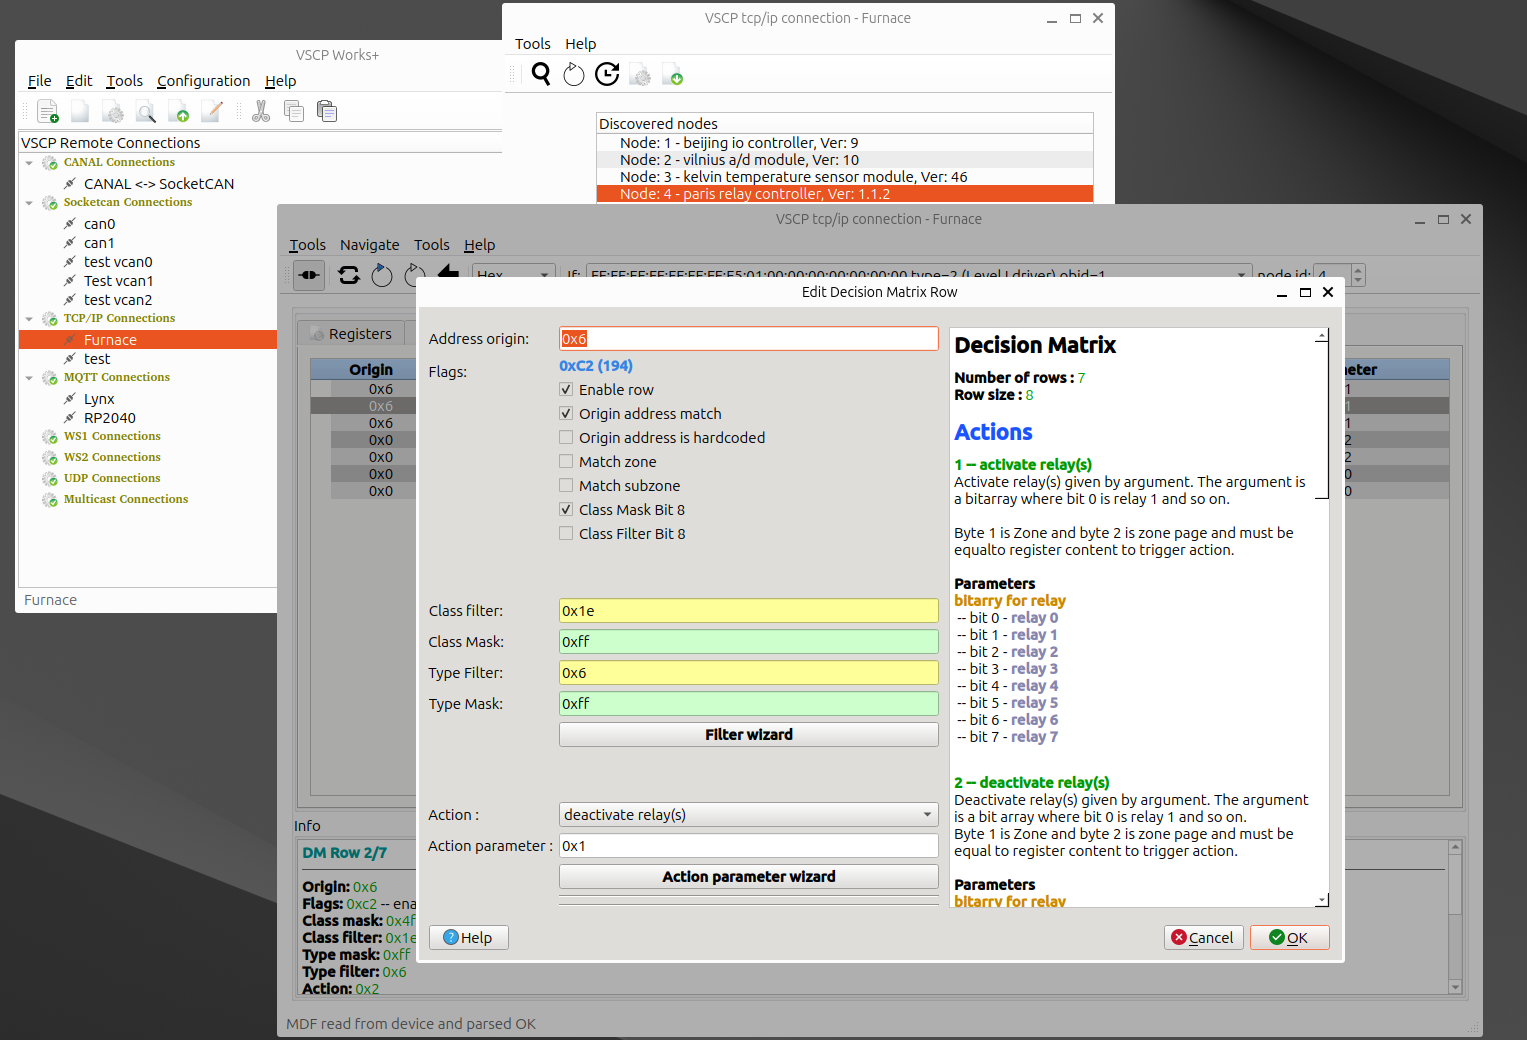 VSCP tcp/ip connection - Furnace
Tools Help
Discovered nodes
Node: 1 - beijing io controller, Ver: 9
Node: 2 - vilnius a/d module, Ver: 10
Node: 3 - kelvin temperature sensor module, Ver: 46
Node: 4 - paris relay controller, Ver: 1.1.2
VSCP Works+
File Edit Tools Configuration Help
VSCP Remote Connections
CANAL Connections
CANAL <-> SocketCAN
Socketcan Connections
can0
can1
test vcan0
Test vcan1
test vcan2
TCP/IP Connections
Furnace
test
MQTT Connections
Lynx
RP2040
WS1 Connections
WS2 Connections
UDP Connections
Multicast Connections
Furnace
VSCP tcp/ip connection - Furnace
Tools Navigate Tools Help
Hex If: FF:FF:FF:FF:FF:FF:FF:F5:01:00:00:00:00:00:00:00 type=2 (Level I driver) obid=1 node id: 4
Registers
Origin
0x6
0x6
0x6
0x0
0x0
0x0
0x0
eter
1
1
1
2
2
0
0
Info
DM Row 2/7
Origin: 0x6
Flags: 0xc2 -- ena
Class mask: 0x4f
Class filter: 0x1e
Type mask: 0xff
Type filter: 0x6
Action: 0x2
MDF read from device and parsed OK
Edit Decision Matrix Row
Address origin: 0x6
Flags: 0xC2 (194)
Enable row
Origin address match
Origin address is hardcoded
Match zone
Match subzone
Class Mask Bit 8
Class Filter Bit 8
Class filter: 0x1e
Class Mask: 0xff
Type Filter: 0x6
Type Mask: 0xff
Filter wizard
Action : deactivate relay(s)
Action parameter : 0x1
Action parameter wizard
Decision Matrix
Number of rows : 7
Row size : 8
Actions
1 -- activate relay(s)
Activate relay(s) given by argument. The argument is
a bitarray where bit 0 is relay 1 and so on.
Byte 1 is Zone and byte 2 is zone page and must be
equalto register content to trigger action.
Parameters
bitarry for relay
-- bit 0 - relay 0
-- bit 1 - relay 1
-- bit 2 - relay 2
-- bit 3 - relay 3
-- bit 4 - relay 4
-- bit 5 - relay 5
-- bit 6 - relay 6
-- bit 7 - relay 7
2 -- deactivate relay(s)
Deactivate relay(s) given by argument. The argument
is a bit array where bit 0 is relay 1 and so on.
Byte 1 is Zone and byte 2 is zone page and must be
equal to register content to trigger action.
Parameters
bitarry for relay
Help Cancel OK